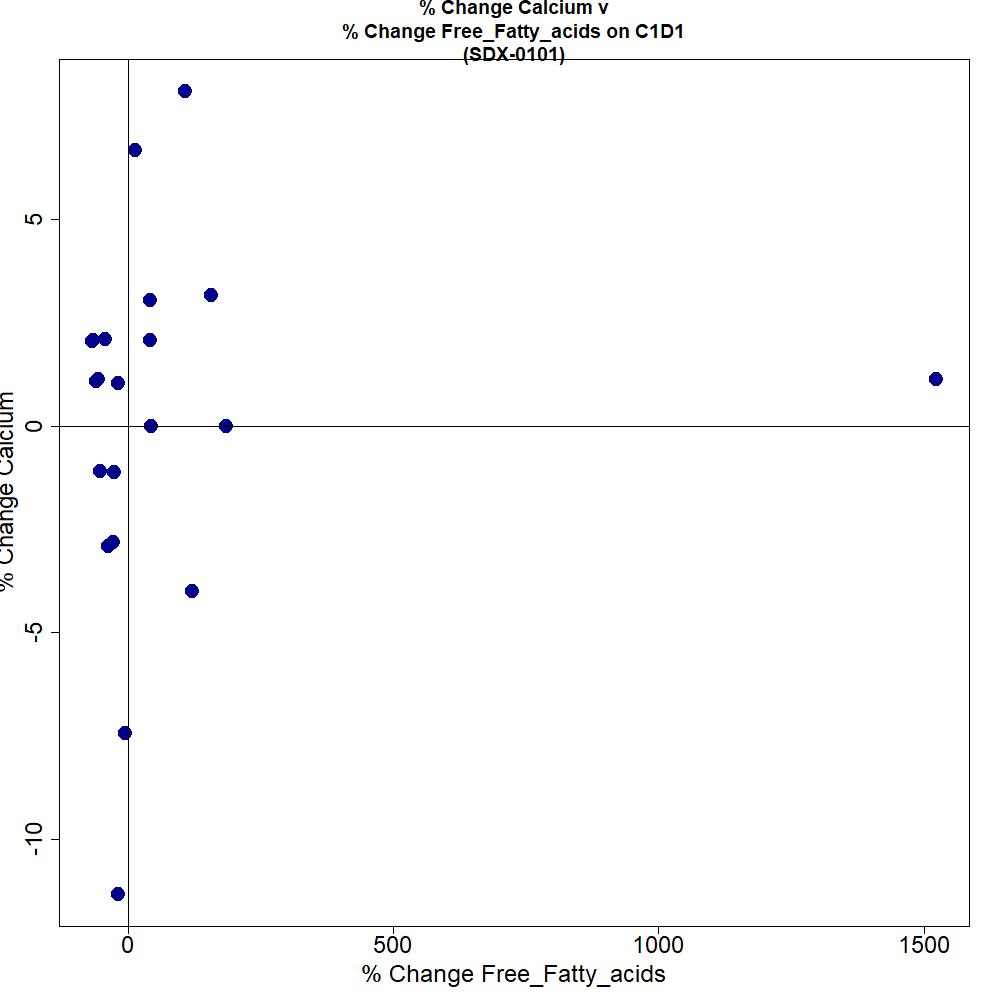 % Change Calcium v
% Change Free_Fatty_acids on C1D1
(SDX-0101)
% Change Calcium
5
0
-5
-10
0
500
1000
1500
% Change Free_Fatty_acids